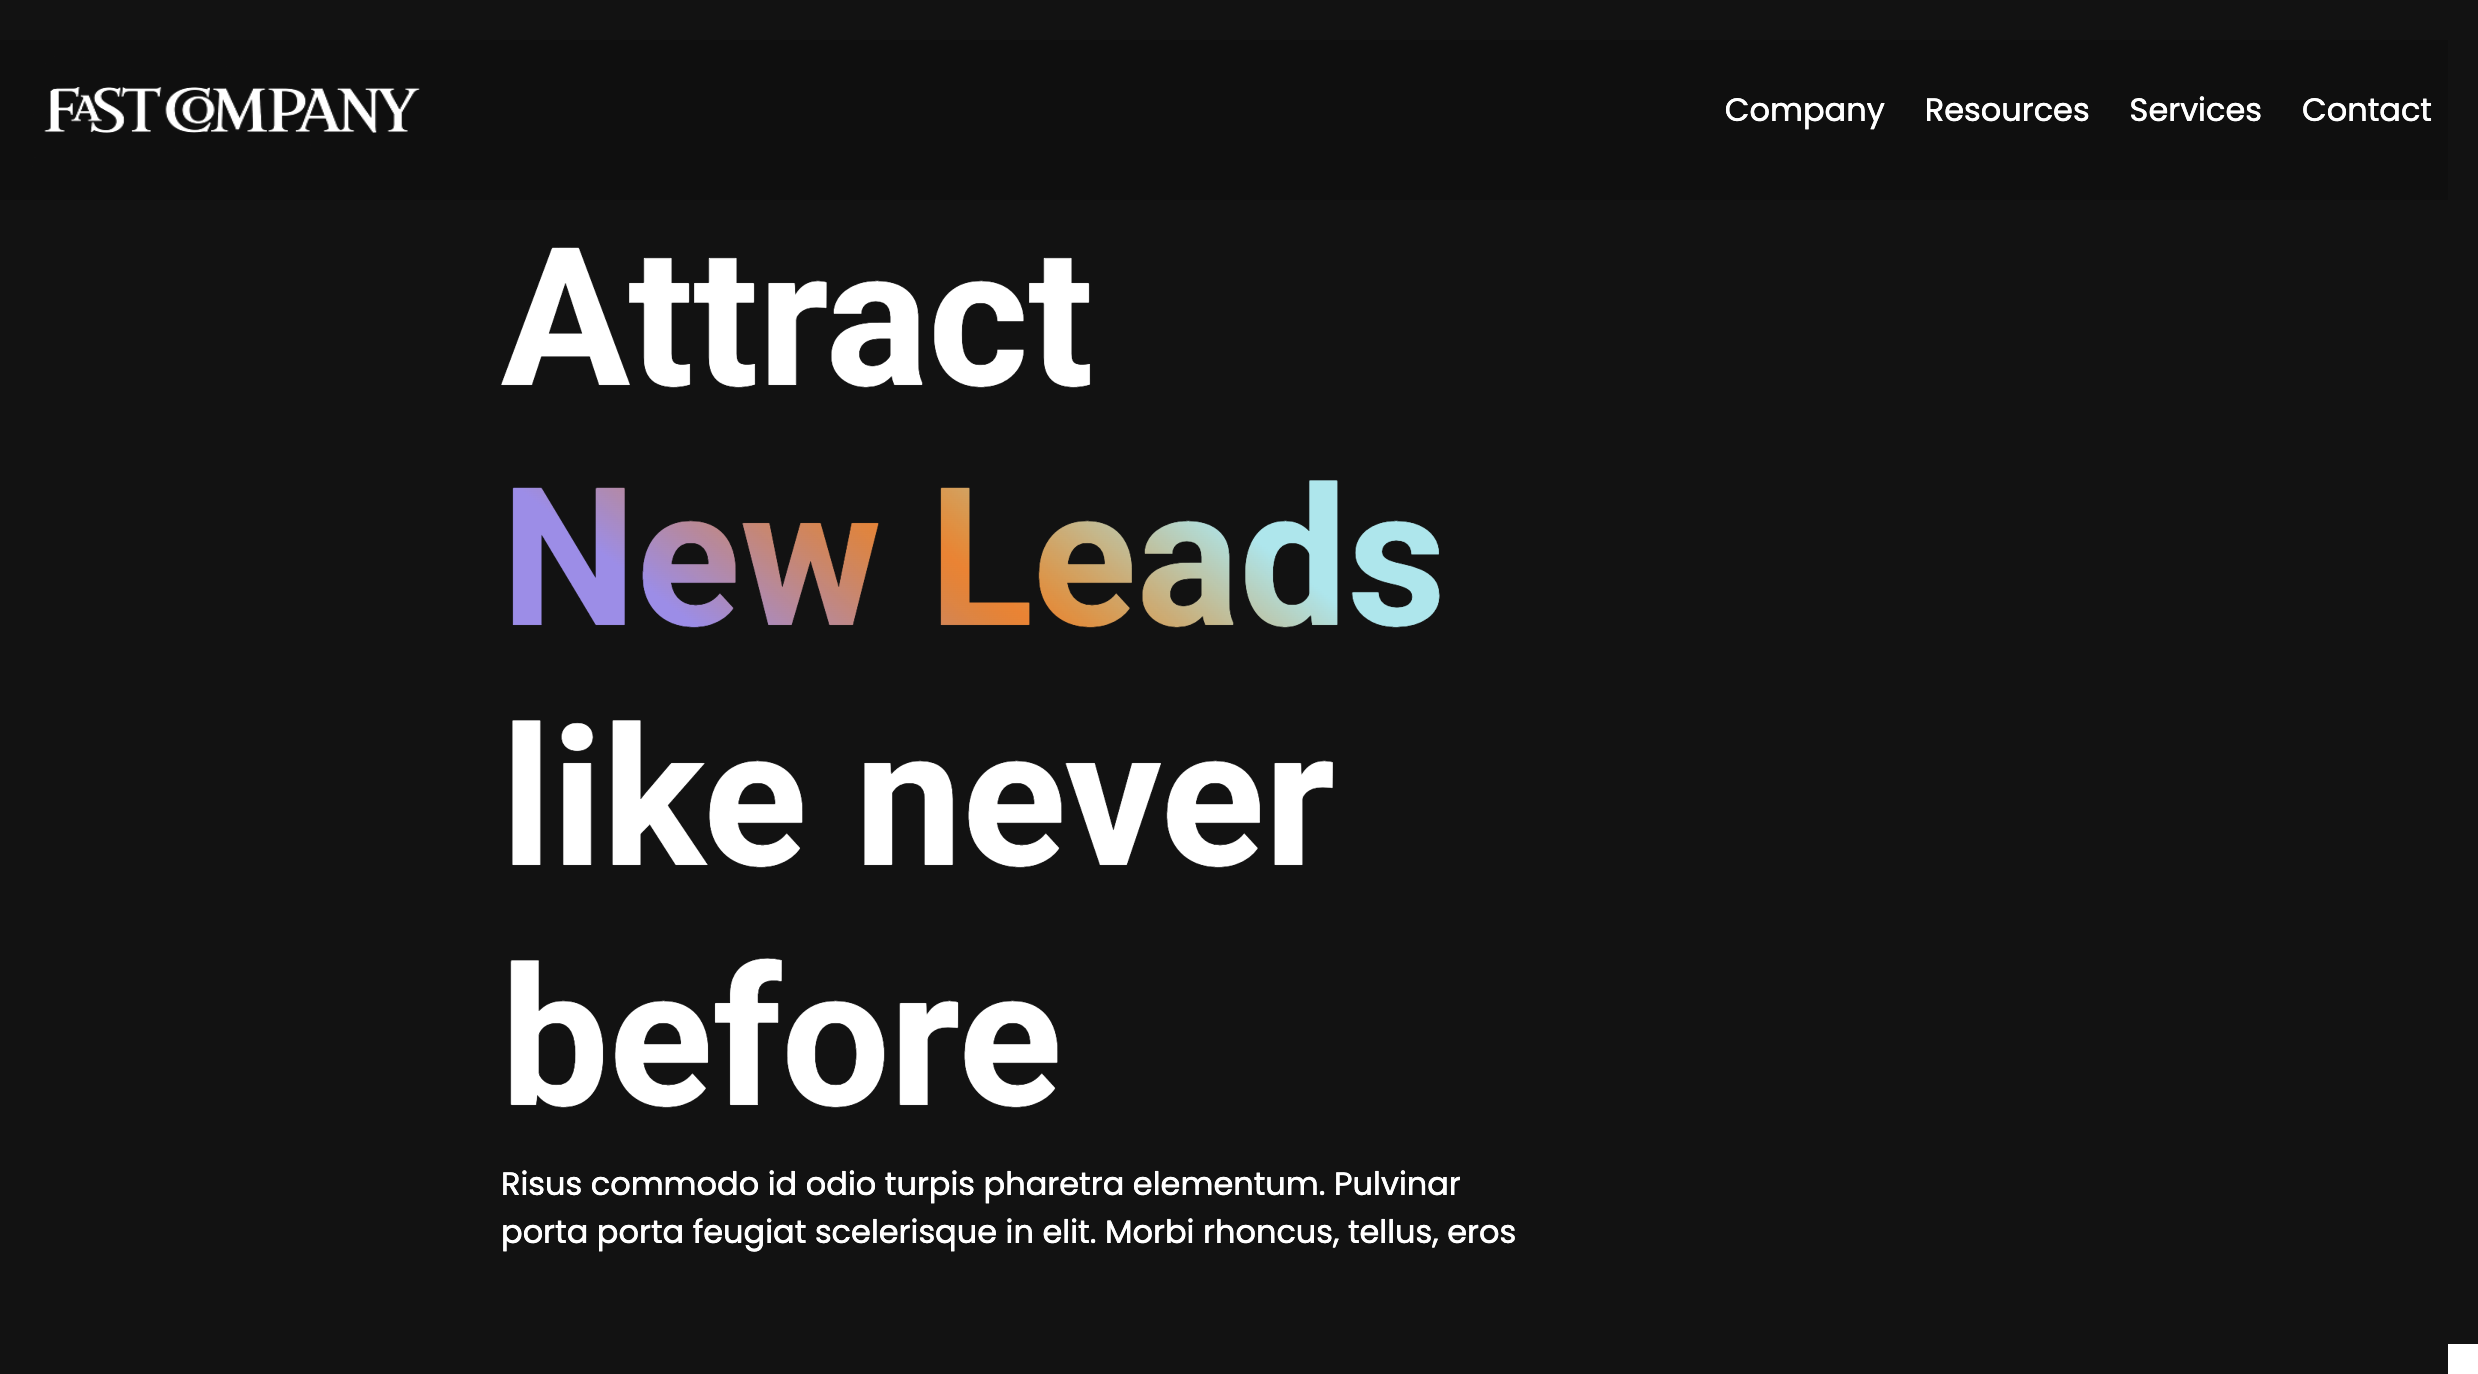 FAST COMPANY
Company Resources Services Contact
Attract
New Leads
like never
before
Risus commodo id odio turpis pharetra elementum. Pulvinar
porta porta feugiat scelerisque in elit. Morbi rhoncus, tellus, eros